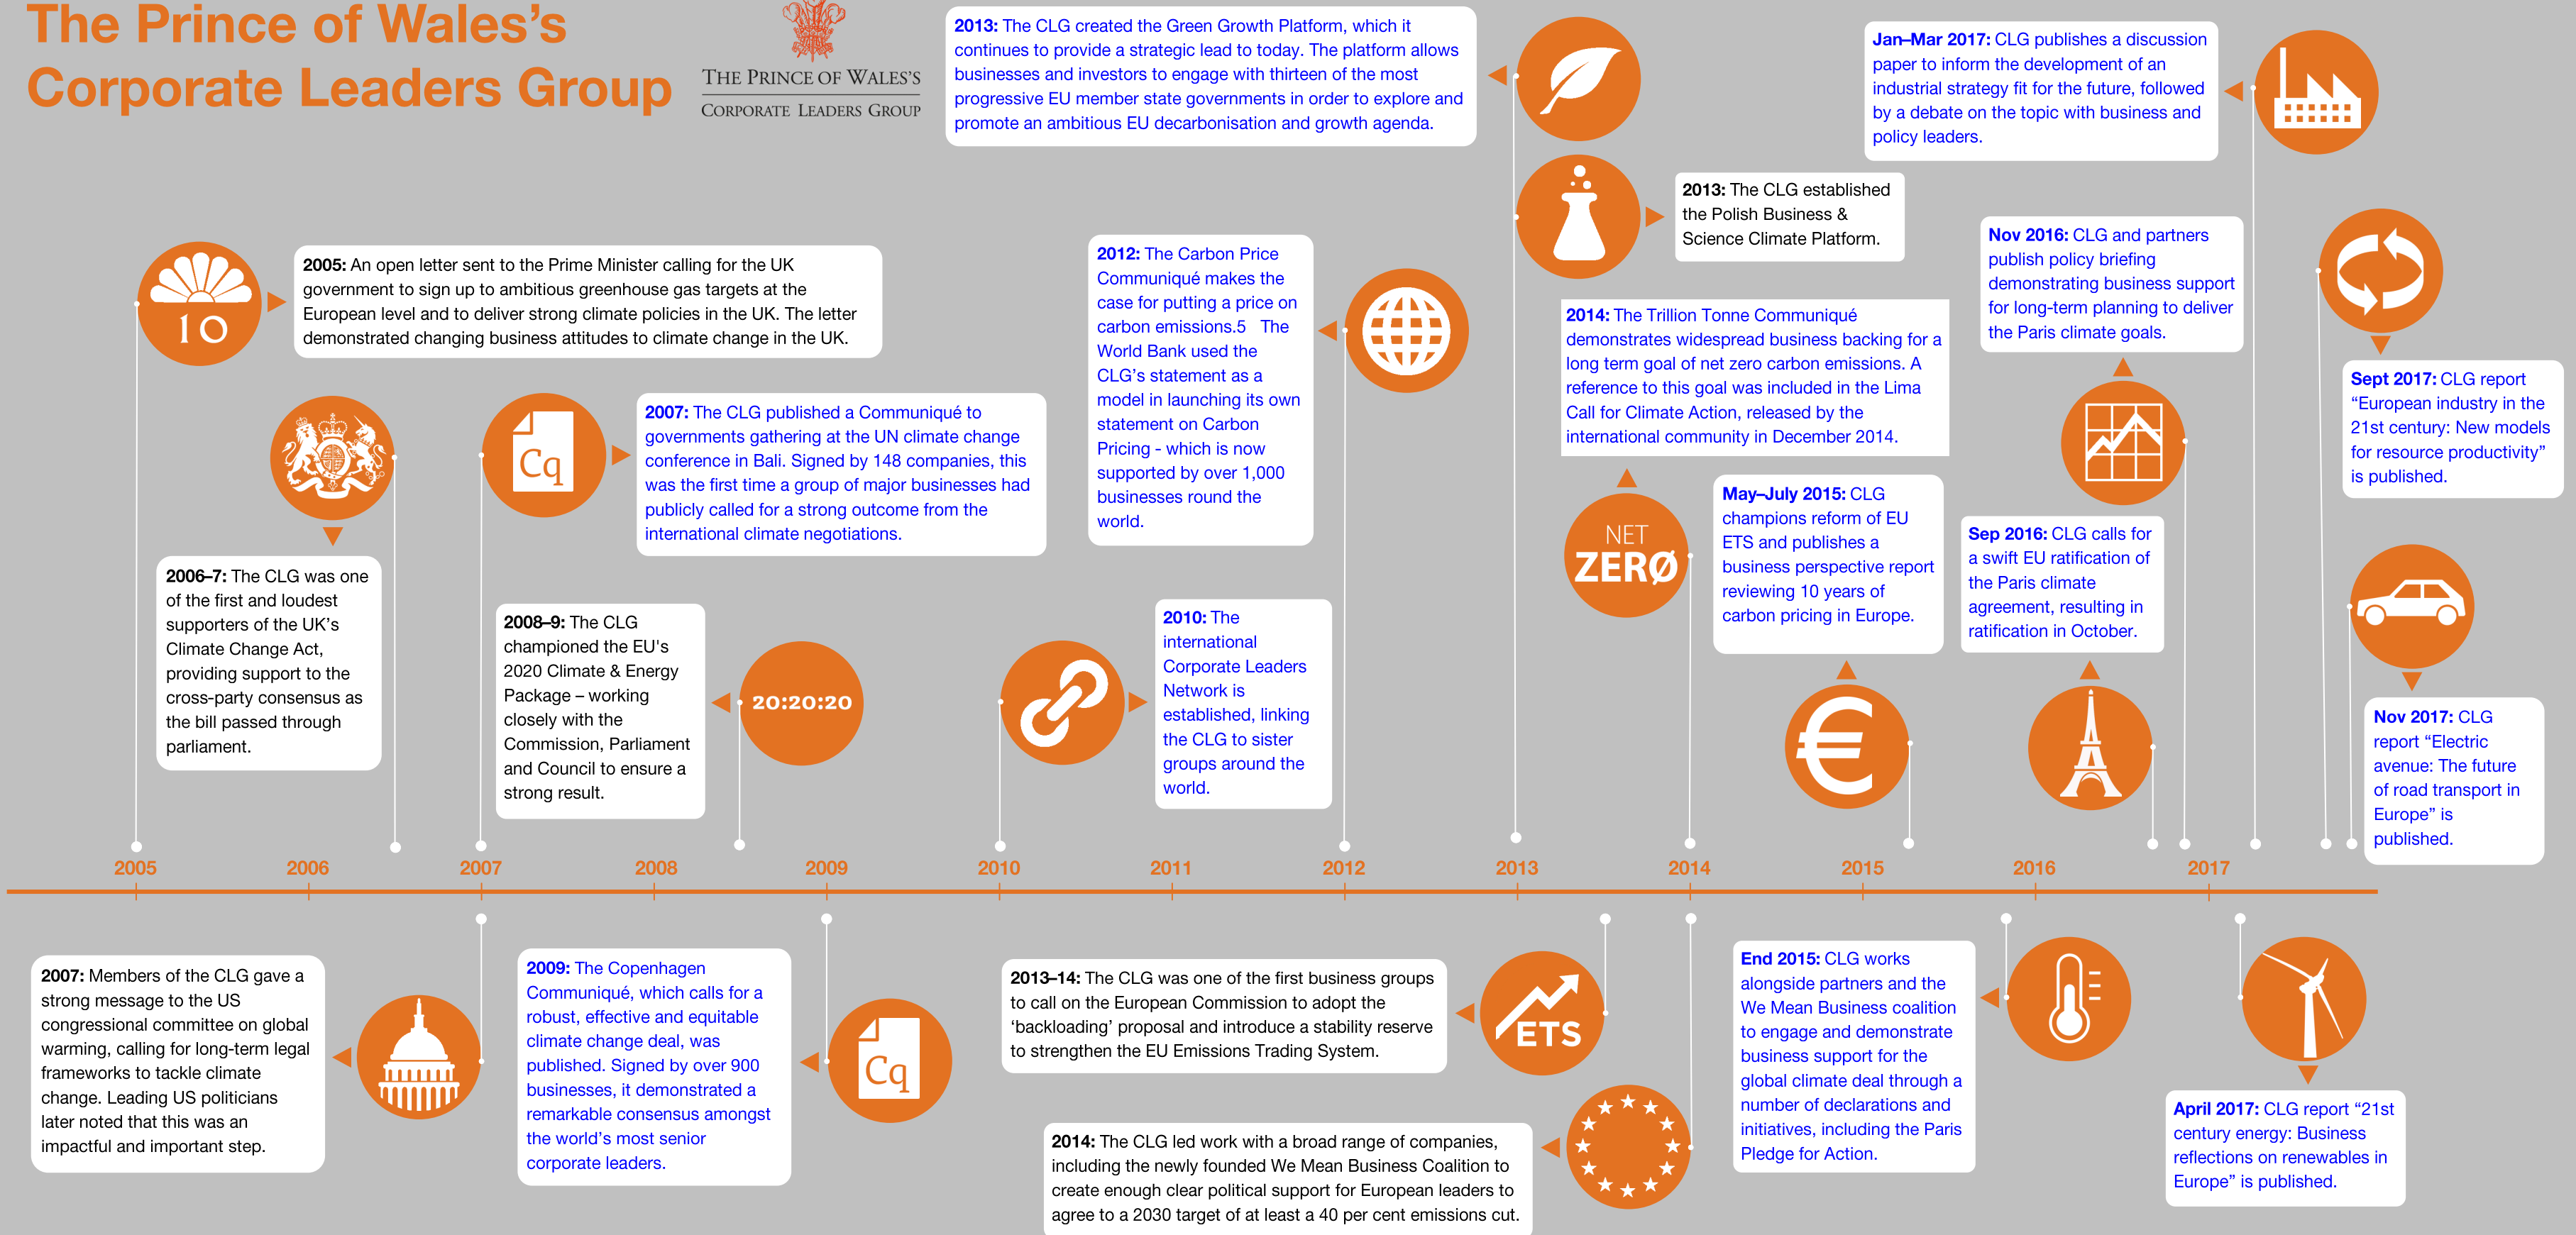 The Prince of Wales's
Corporate Leaders Group
THE PRINCE OF WALES'S
CORPORATE LEADERS GROUP
2013: The CLG created the Green Growth Platform, which it
continues to provide a strategic lead to today. The platform allows
businesses and investors to engage with thirteen of the most
progressive EU member state governments in order to explore and
promote an ambitious EU decarbonisation and growth agenda.
Jan–Mar 2017: CLG publishes a discussion
paper to inform the development of an
industrial strategy fit for the future, followed
by a debate on the topic with business and
policy leaders.
2013: The CLG established
the Polish Business &
Science Climate Platform.
10
2005: An open letter sent to the Prime Minister calling for the UK
government to sign up to ambitious greenhouse gas targets at the
European level and to deliver strong climate policies in the UK. The letter
demonstrated changing business attitudes to climate change in the UK.
2012: The Carbon Price
Communiqué makes the
case for putting a price on
carbon emissions.5 The
World Bank used the
CLG's statement as a
model in launching its own
statement on Carbon
Pricing - which is now
supported by over 1,000
businesses round the
world.
Nov 2016: CLG and partners
publish policy briefing
demonstrating business support
for long-term planning to deliver
the Paris climate goals.
2014: The Trillion Tonne Communiqué
demonstrates widespread business backing for a
long term goal of net zero carbon emissions. A
reference to this goal was included in the Lima
Call for Climate Action, released by the
international community in December 2014.
Sept 2017: CLG report
“European industry in the
21st century: New models
for resource productivity”
is published.
Cq
2007: The CLG published a Communiqué to
governments gathering at the UN climate change
conference in Bali. Signed by 148 companies, this
was the first time a group of major businesses had
publicly called for a strong outcome from the
international climate negotiations.
NET
ZERØ
May–July 2015: CLG
champions reform of EU
ETS and publishes a
business perspective report
reviewing 10 years of
carbon pricing in Europe.
Sep 2016: CLG calls for
a swift EU ratification of
the Paris climate
agreement, resulting in
ratification in October.
2006–7: The CLG was one
of the first and loudest
supporters of the UK's
Climate Change Act,
providing support to the
cross-party consensus as
the bill passed through
parliament.
2008–9: The CLG
championed the EU's
2020 Climate & Energy
Package – working
closely with the
Commission, Parliament
and Council to ensure a
strong result.
20:20:20
2010: The
international
Corporate Leaders
Network is
established, linking
the CLG to sister
groups around the
world.
€
Nov 2017: CLG
report “Electric
avenue: The future
of road transport in
Europe” is
published.
2005 2006 2007 2008 2009 2010 2011 2012 2013 2014 2015 2016 2017
2007: Members of the CLG gave a
strong message to the US
congressional committee on global
warming, calling for long-term legal
frameworks to tackle climate
change. Leading US politicians
later noted that this was an
impactful and important step.
2009: The Copenhagen
Communiqué, which calls for a
robust, effective and equitable
climate change deal, was
published. Signed by over 900
businesses, it demonstrated a
remarkable consensus amongst
the world's most senior
corporate leaders.
Cq
2013–14: The CLG was one of the first business groups
to call on the European Commission to adopt the
‘backloading’ proposal and introduce a stability reserve
to strengthen the EU Emissions Trading System.
ETS
2014: The CLG led work with a broad range of companies,
including the newly founded We Mean Business Coalition to
create enough clear political support for European leaders to
agree to a 2030 target of at least a 40 per cent emissions cut.
End 2015: CLG works
alongside partners and the
We Mean Business coalition
to engage and demonstrate
business support for the
global climate deal through a
number of declarations and
initiatives, including the Paris
Pledge for Action.
April 2017: CLG report “21st
century energy: Business
reflections on renewables in
Europe” is published.